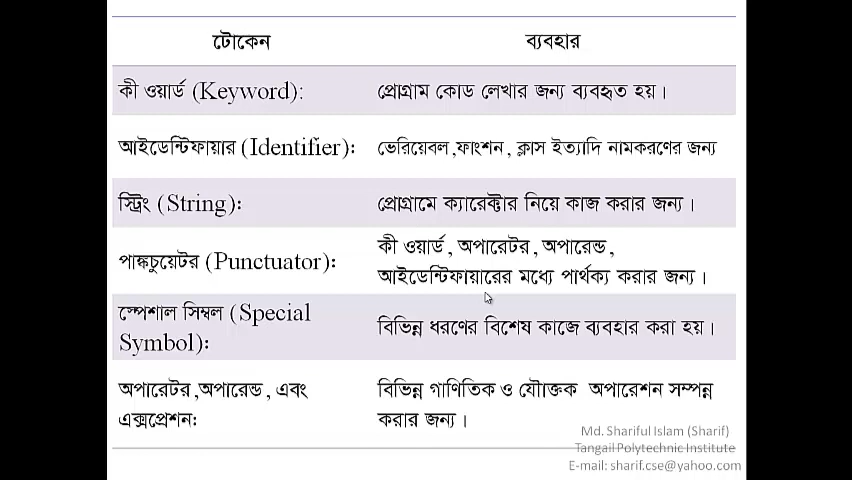 টোকেন ব্যবহার
কী ওয়ার্ড (Keyword): প্রোগ্রাম কোড লেখার জন্য ব্যবহৃত হয়।
আইডেন্টিফায়ার (Identifier): ভেরিয়েবল ,ফাংশন , ক্লাস ইত্যাদি নামকরণের জন্য
স্ট্রিং (String): প্রোগ্রামে ক্যারেক্টার নিয়ে কাজ করার জন্য।
পাঙ্কচুয়েটর (Punctuator): কী ওয়ার্ড , অপারেটর , অপারেন্ড ,
আইডেন্টিফায়ারের মধ্যে পার্থক্য করার জন্য।
স্পেশাল সিম্বল (Special
Symbol): বিভিন্ন ধরণের বিশেষ কাজে ব্যবহার করা হয়।
অপারেটর ,অপারেন্ড , এবং
এক্সপ্রেশন: বিভিন্ন গাণিতিক ও যৌক্তিক অপারেশন সম্পন্ন
করার জন্য।
Md. Shariful Islam (Sharif)
Tangail Polytechnic Institute
E-mail: sharif.cse@yahoo.com